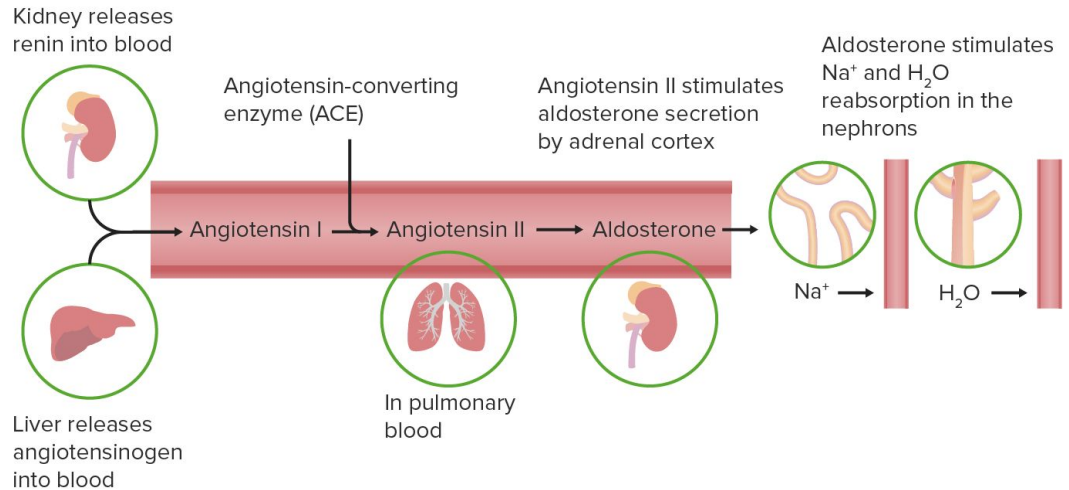 Kidney releases
renin into blood
Angiotensin-converting
enzyme (ACE)
Angiotensin II stimulates
aldosterone secretion
by adrenal cortex
Aldosterone stimulates
Na⁺ and H₂O
reabsorption in the
nephrons
Angiotensin I
Angiotensin II
Aldosterone
Na⁺
H₂O
In pulmonary
blood
Liver releases
angiotensinogen
into blood